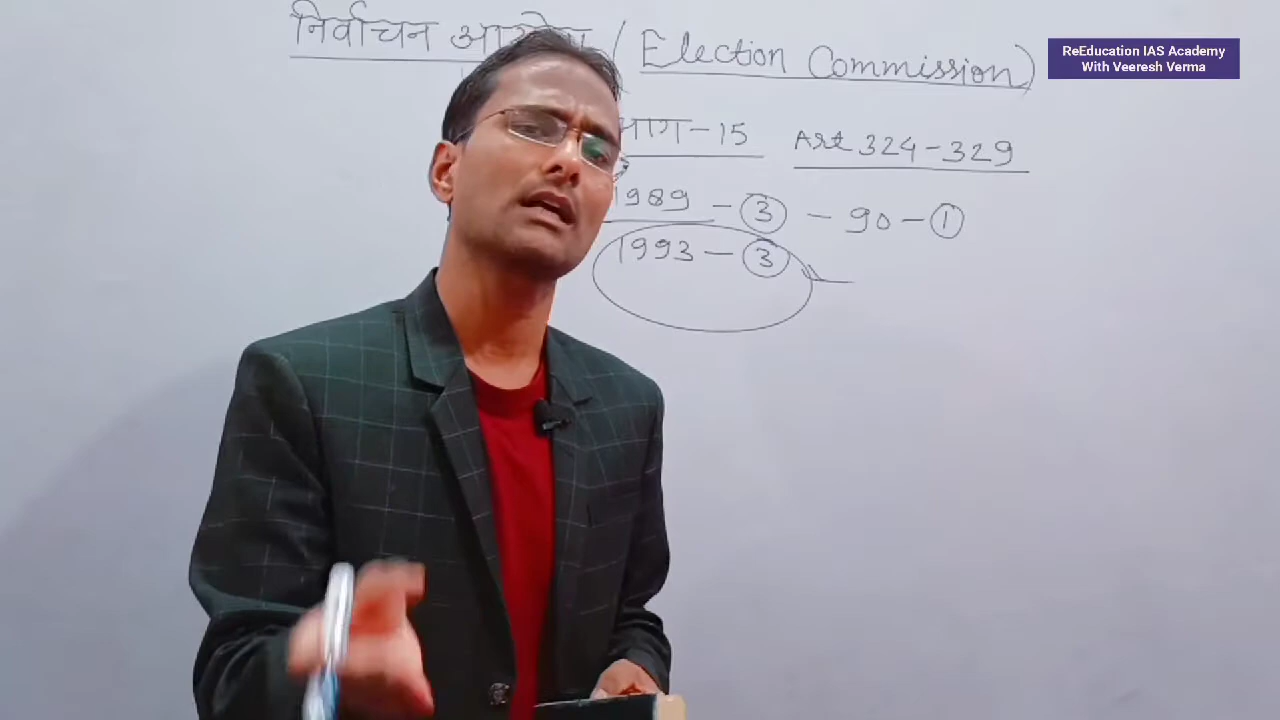 निर्वाचन (Election Commission)
ReEducation IAS Academy
With Veeresh Verma
भाग-15 Art 324-329
1989 - 3 - 90 - 1
1993 - 3